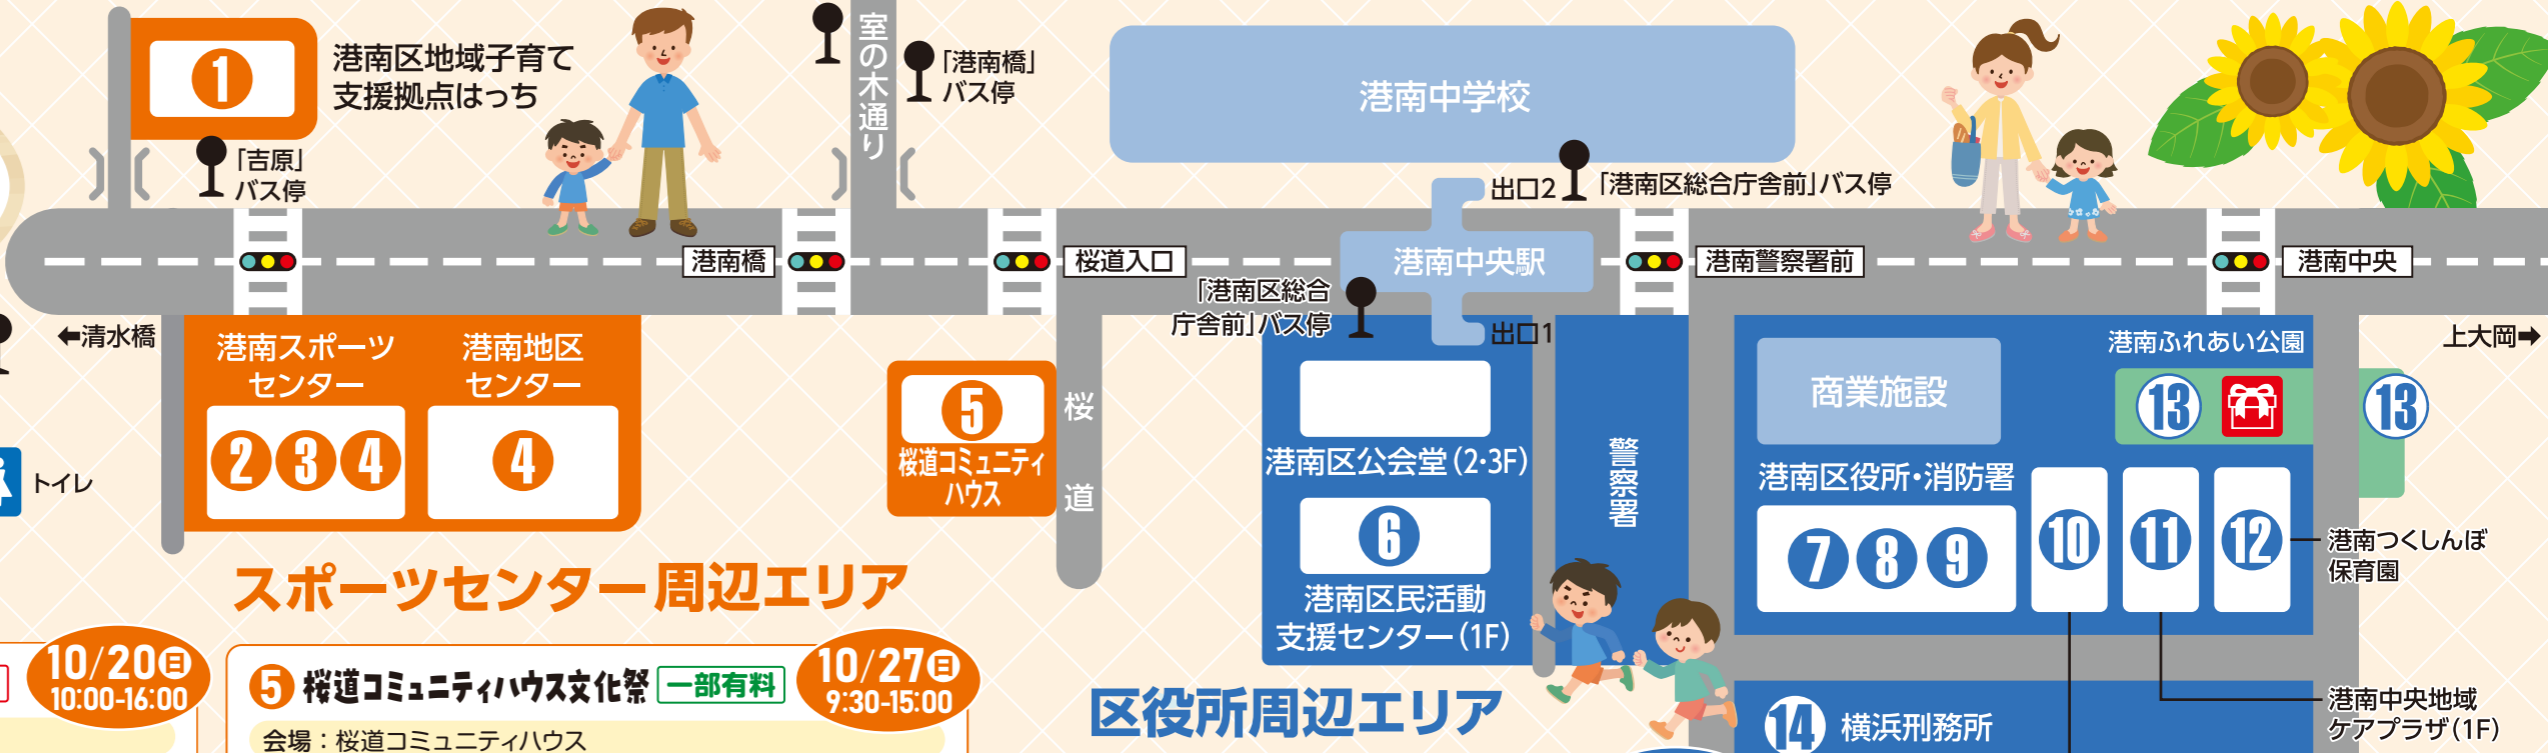 1
港南区地域子育て
支援拠点はっち
「吉原」
バス停
室の木通り
「港南橋」
バス停
港南中学校
出口2
「港南区総合庁舎前」バス停
港南橋
桜道入口
港南中央駅
港南警察署前
港南中央
←清水橋
「港南区総合
庁舎前」バス停
出口1
上大岡→
トイレ
港南スポーツ
センター
2 3 4
港南地区
センター
4
5
桜道コミュニティ
ハウス
桜道
港南区公会堂(2・3F)
6
港南区民活動
支援センター(1F)
警察署
商業施設
港南ふれあい公園
13
13
港南区役所・消防署
7 8 9
10
11
12
港南つくしんぼ
保育園
港南中央地域
ケアプラザ(1F)
14 横浜刑務所
スポーツセンター周辺エリア
区役所周辺エリア
10/20日
10:00-16:00
5 桜道コミュニティハウス文化祭 一部有料
10/27日
9:30-15:00
会場：桜道コミュニティハウス